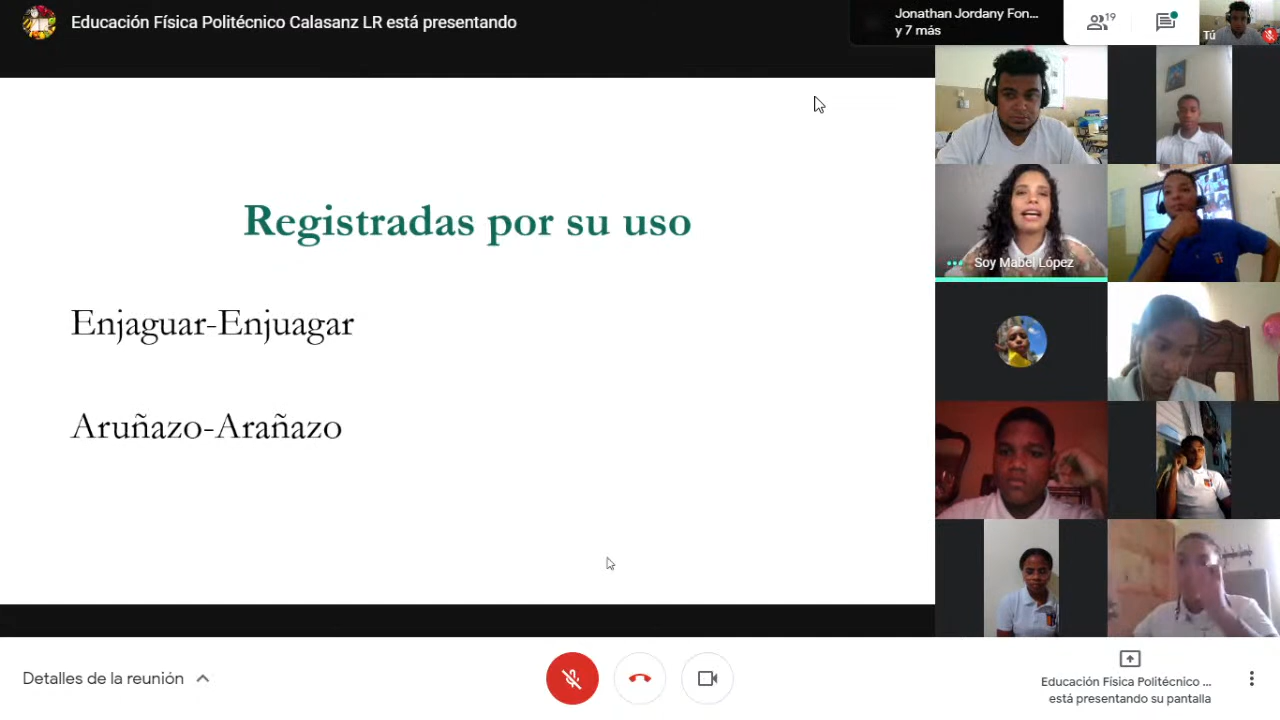 Educación Física Politécnico Calasanz LR está presentando
Jonathan Jordany Fon...
y 7 más
19
Tú
Registradas por su uso
Enjaguar-Enjuagar
Aruñazo-Arañazo
Soy Mabel López
Detalles de la reunión
Educación Física Politécnico ...
está presentando su pantalla